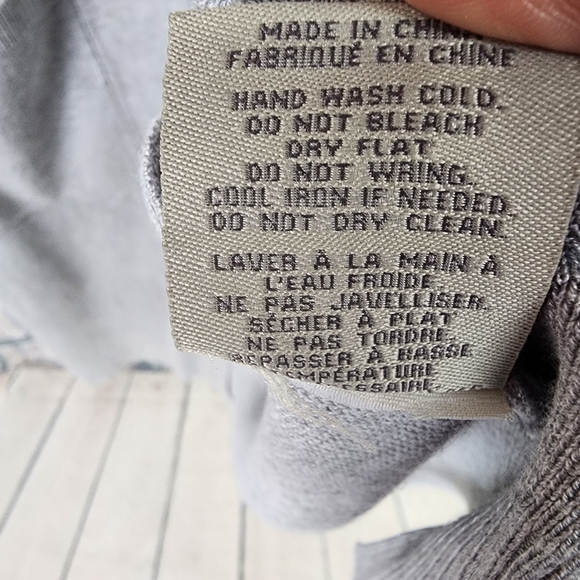 MADE IN CHINA
FABRIQUÉ EN CHINE
HAND WASH COLD.
DO NOT BLEACH
DRY FLAT
DO NOT WRING.
COOL IRON IF NEEDED.
DO NOT DRY CLEAN.
LAVER À LA MAIN À
L'EAU FROIDE.
NE PAS JAVELLISER.
SÉCHER À PLAT
NE PAS TORDRE.
REPASSER À BASSE
TEMPÉRATURE